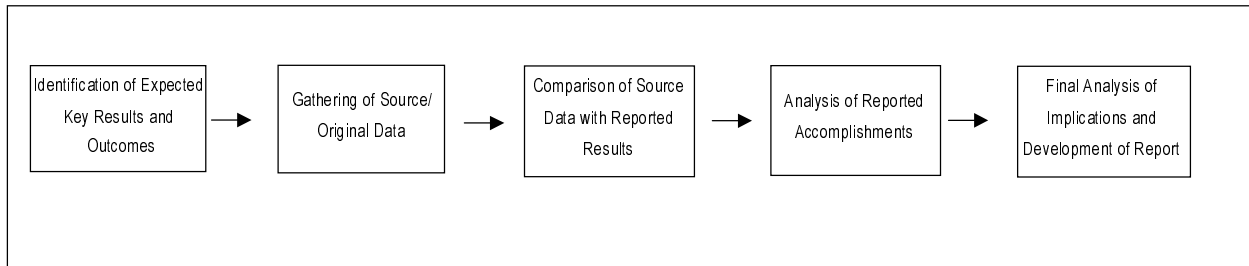 Identification of Expected
Key Results and
Outcomes
Gathering of Source/
Original Data
Comparison of Source
Data with Reported
Results
Analysis of Reported
Accomplishments
Final Analysis of
Implications and
Development of Report